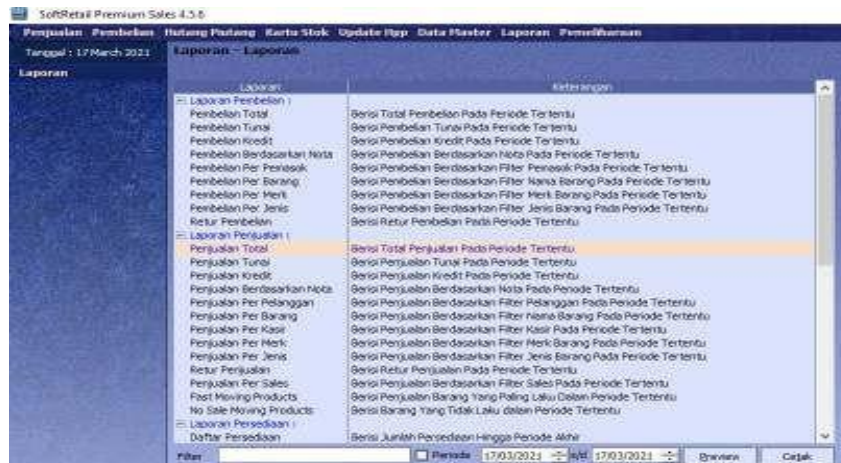 SoftRetail Premium Sales 4.5.6
Penjualan Pembelian Hutang Piutang Kartu Stok Update Hpp Data Master Laporan Pemeliharaan
Tanggal : 17 March 2021 Laporan - Laporan
Laporan
Laporan Keterangan
Laporan Pembelian :
Pembelian Total Berisi Total Pembelian Pada Periode Tertentu
Pembelian Tunai Berisi Pembelian Tunai Pada Periode Tertentu
Pembelian Kredit Berisi Pembelian Kredit Pada Periode Tertentu
Pembelian Berdasarkan Nota Berisi Pembelian Berdasarkan Nota Pada Periode Tertentu
Pembelian Per Pemasok Berisi Pembelian Berdasarkan Filter Pemasok Pada Periode Tertentu
Pembelian Per Barang Berisi Pembelian Berdasarkan Filter Nama Barang Pada Periode Tertentu
Pembelian Per Merk Berisi Pembelian Berdasarkan Filter Merk Barang Pada Periode Tertentu
Pembelian Per Jenis Berisi Pembelian Berdasarkan Filter Jenis Barang Pada Periode Tertentu
Retur Pembelian Berisi Retur Pembelian Pada Periode Tertentu
Laporan Penjualan :
Penjualan Total Berisi Total Penjualan Pada Periode Tertentu
Penjualan Tunai Berisi Penjualan Tunai Pada Periode Tertentu
Penjualan Kredit Berisi Penjualan Kredit Pada Periode Tertentu
Penjualan Berdasarkan Nota Berisi Penjualan Berdasarkan Nota Pada Periode Tertentu
Penjualan Per Pelanggan Berisi Penjualan Berdasarkan Filter Pelanggan Pada Periode Tertentu
Penjualan Per Barang Berisi Penjualan Berdasarkan Filter Nama Barang Pada Periode Tertentu
Penjualan Per Kasir Berisi Penjualan Berdasarkan Filter Kasir Pada Periode Tertentu
Penjualan Per Merk Berisi Penjualan Berdasarkan Filter Merk Barang Pada Periode Tertentu
Penjualan Per Jenis Berisi Penjualan Berdasarkan Filter Jenis Barang Pada Periode Tertentu
Retur Penjualan Berisi Retur Penjualan Pada Periode Tertentu
Penjualan Per Sales Berisi Penjualan Berdasarkan Filter Sales Pada Periode Tertentu
Fast Moving Products Berisi Penjualan Barang Yang Paling Laku Dalam Periode Tertentu
No Sale Moving Products Berisi Barang Yang Tidak Laku dalam Periode Tertentu
Laporan Persediaan :
Daftar Persediaan Berisi Jumlah Persediaan Hingga Periode Akhir
Filter Periode 17/03/2021 s/d 17/03/2021 Preview Cetak